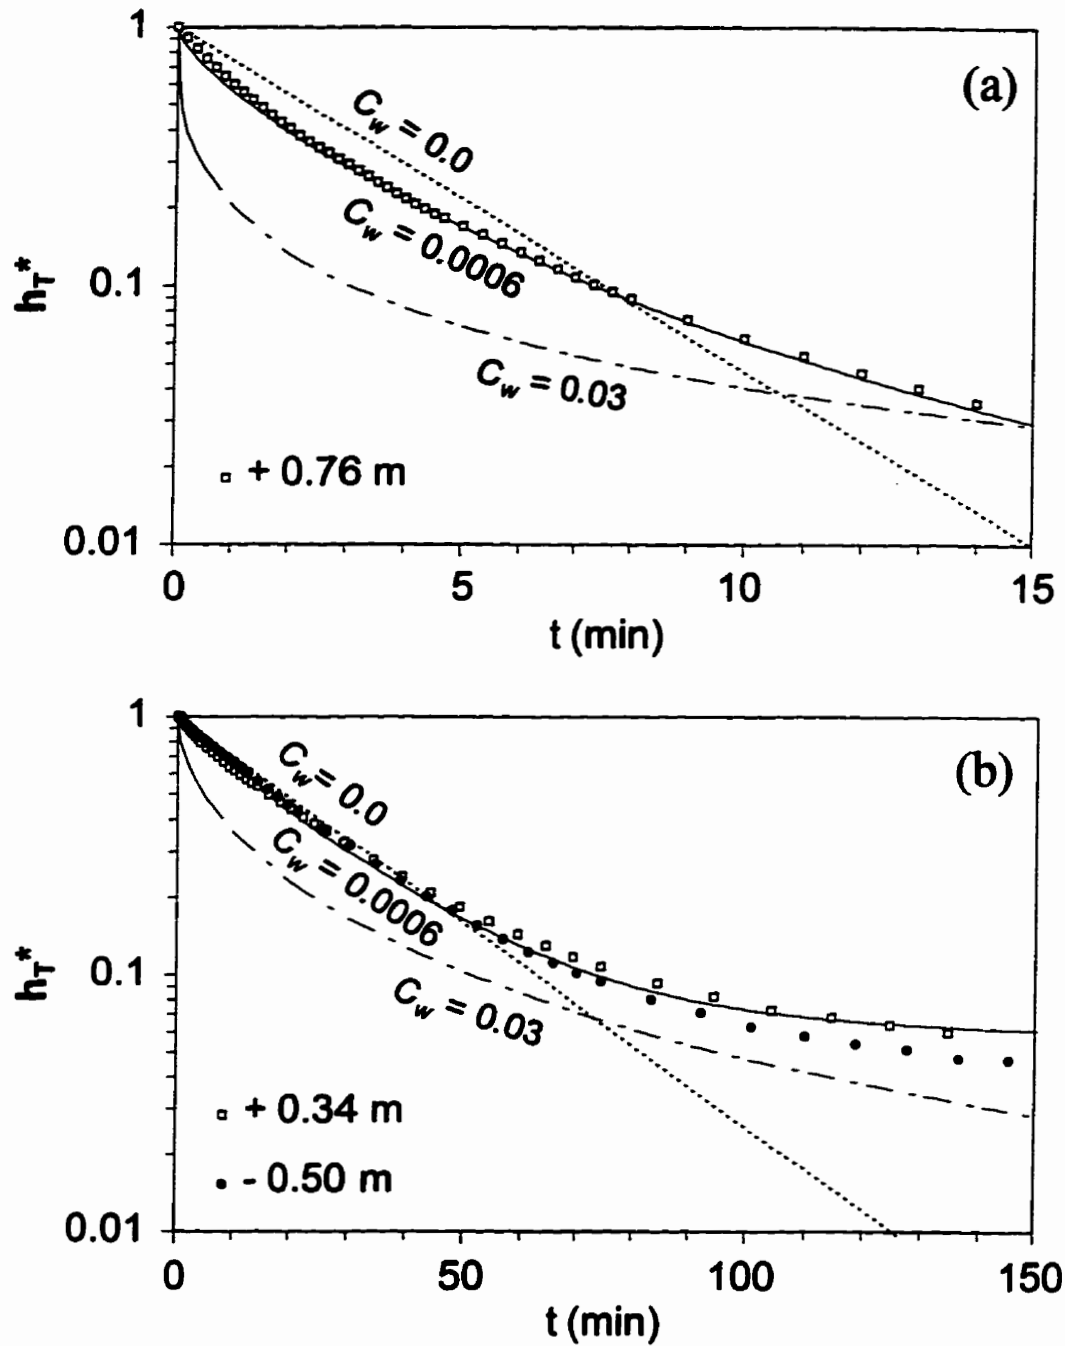 1
(a)
C_w = 0.0
C_w = 0.0006
h_T*
0.1
C_w = 0.03
+ 0.76 m
0.01
0 5 10 15
t (min)
1
(b)
C_w = 0.0
C_w = 0.0006
h_T*
0.1
C_w = 0.03
+ 0.34 m
- 0.50 m
0.01
0 50 100 150
t (min)